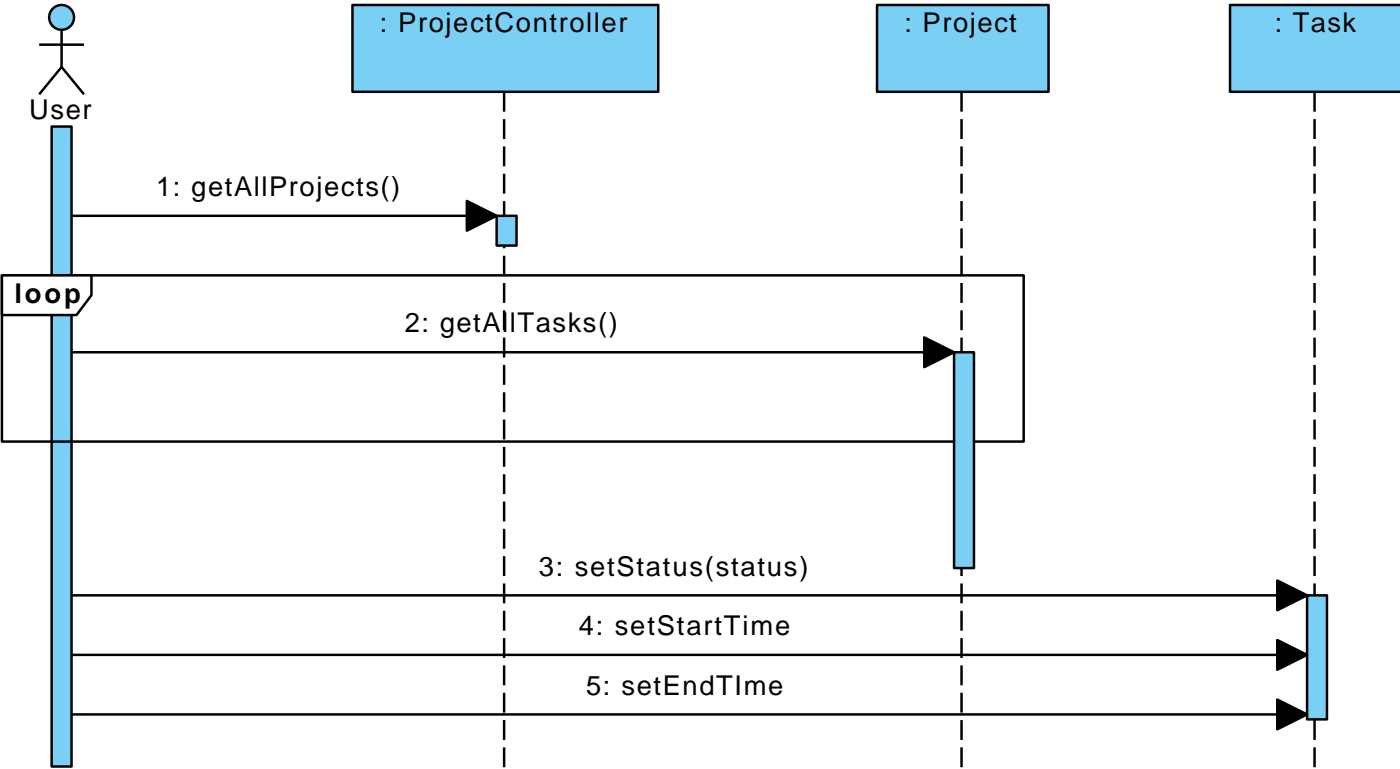 : ProjectController
: Project
: Task
User
1: getAllProjects()
loop
2: getAllTasks()
3: setStatus(status)
4: setStartTime
5: setEndTIme